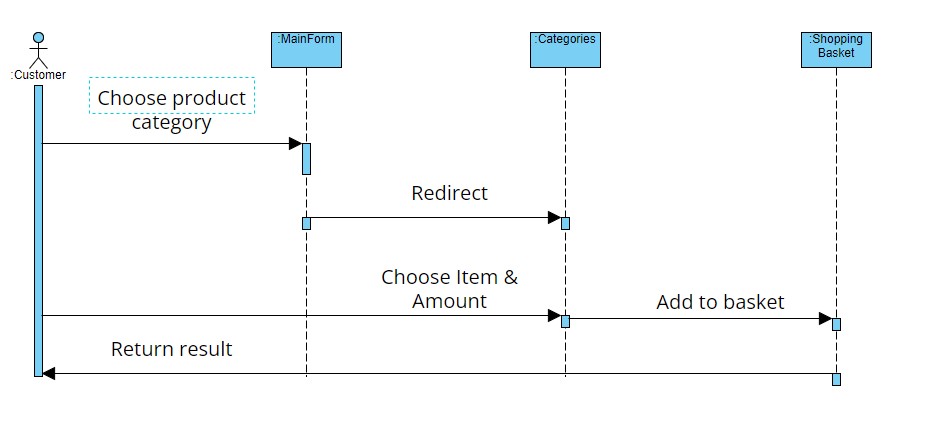 :MainForm
:Categories
:Shopping
Basket
:Customer
Choose product
category
Redirect
Choose Item &
Amount
Add to basket
Return result